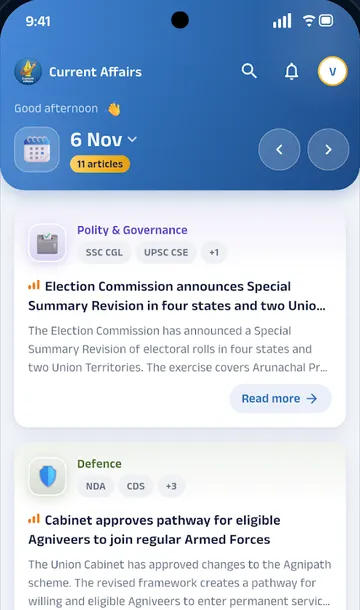 9:41
Current Affairs
V
Good afternoon 👋
6 Nov
11 articles
Polity & Governance
SSC CGL UPSC CSE +1
Election Commission announces Special
Summary Revision in four states and two Unio...
The Election Commission has announced a Special
Summary Revision of electoral rolls in four states and
two Union Territories. The exercise covers Arunachal Pr...
Read more →
Defence
NDA CDS +3
Cabinet approves pathway for eligible
Agniveers to join regular Armed Forces
The Union Cabinet has approved changes to the Agnipath
scheme. The revised framework creates a pathway for
willing and eligible Agniveers to enter permanent servic...